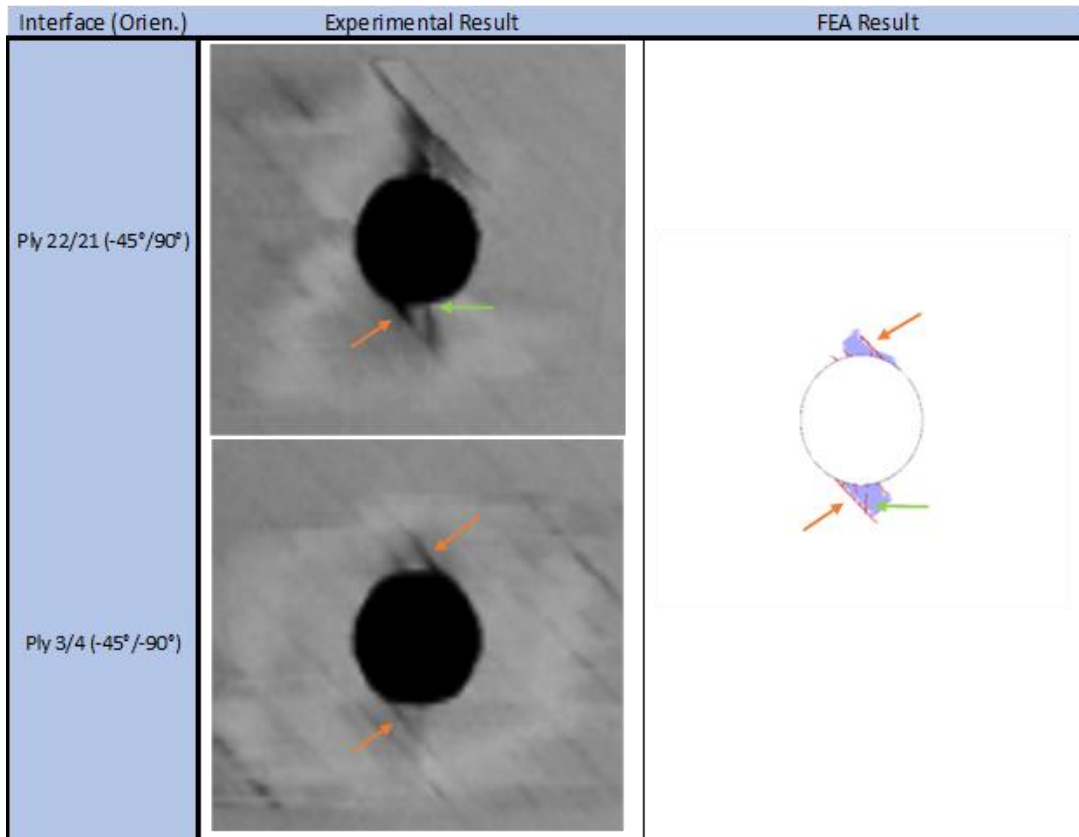 Interface (Orien.) Experimental Result FEA Result
Ply 22/21 (-45°/90°)
Ply 3/4 (-45°/-90°)